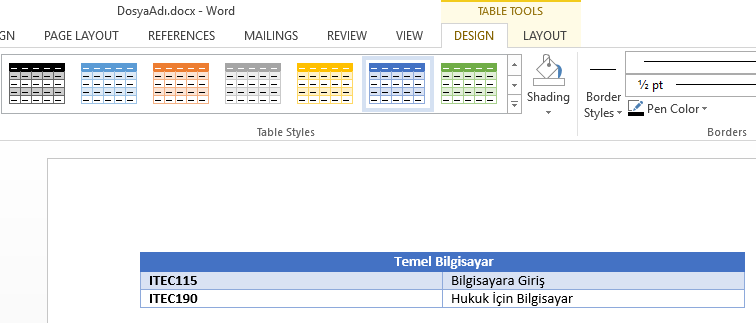 DosyaAdı.docx - Word
TABLE TOOLS
GN PAGE LAYOUT REFERENCES MAILINGS REVIEW VIEW DESIGN LAYOUT
½ pt
Shading
Border Styles
Pen Color
Table Styles
Borders
Temel Bilgisayar
ITEC115 Bilgisayara Giriş
ITEC190 Hukuk İçin Bilgisayar